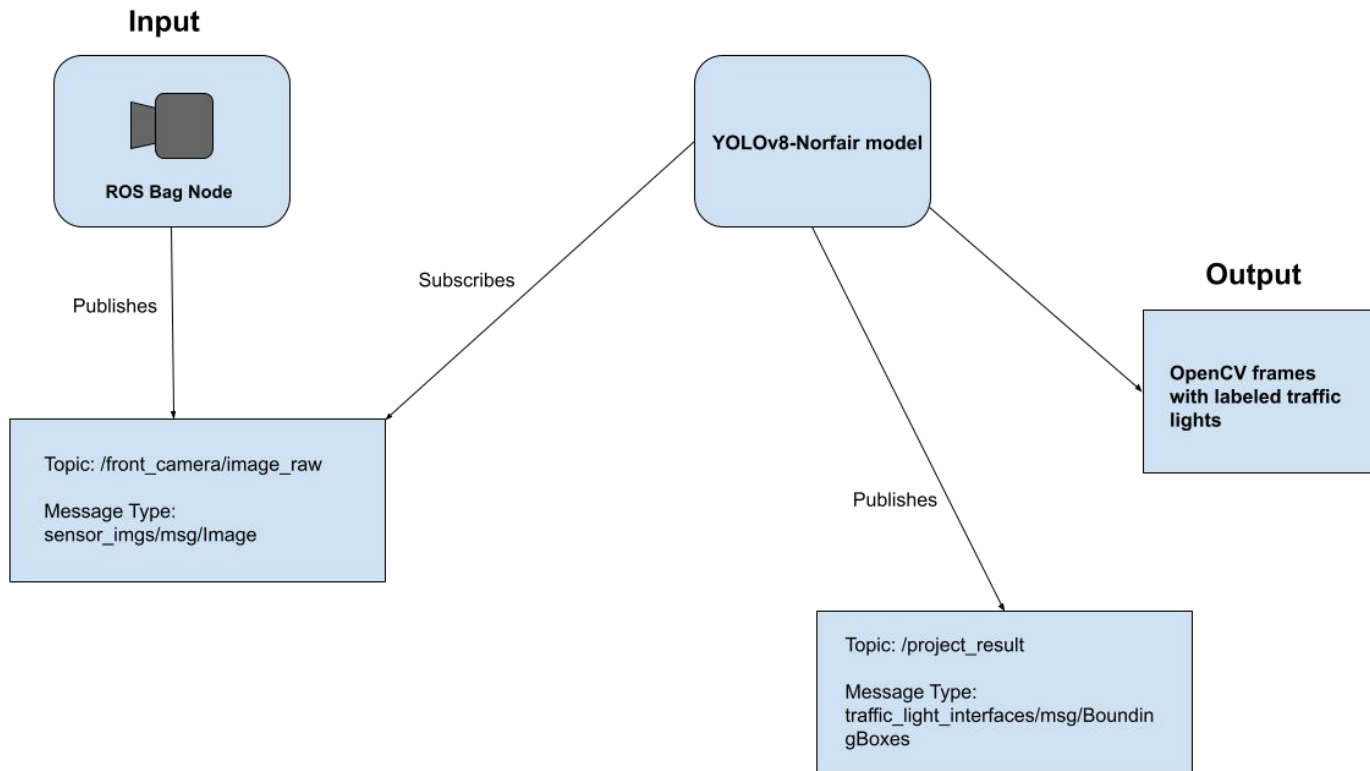 Input
ROS Bag Node
YOLOv8-Norfair model
Subscribes
Publishes
Output
OpenCV frames
with labeled traffic
lights
Topic: /front_camera/image_raw
Message Type:
sensor_imgs/msg/Image
Publishes
Topic: /project_result
Message Type:
traffic_light_interfaces/msg/Boundin
gBoxes